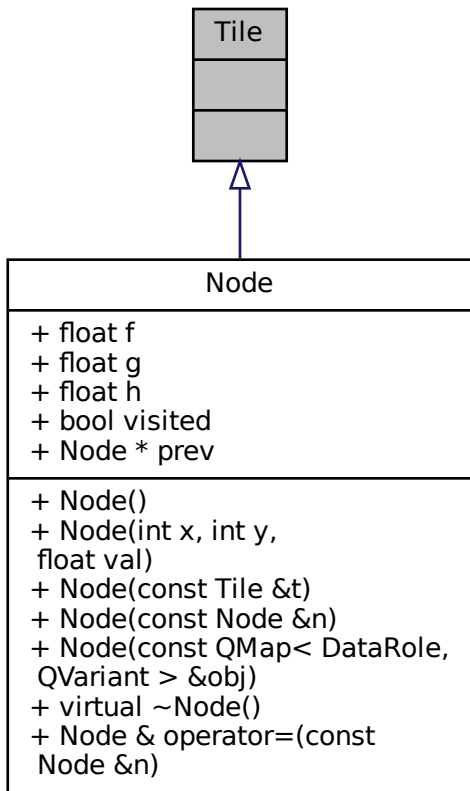 Tile
Node
+ float f
+ float g
+ float h
+ bool visited
+ Node * prev
+ Node()
+ Node(int x, int y,
float val)
+ Node(const Tile &t)
+ Node(const Node &n)
+ Node(const QMap< DataRole,
QVariant > &obj)
+ virtual ~Node()
+ Node & operator=(const
Node &n)